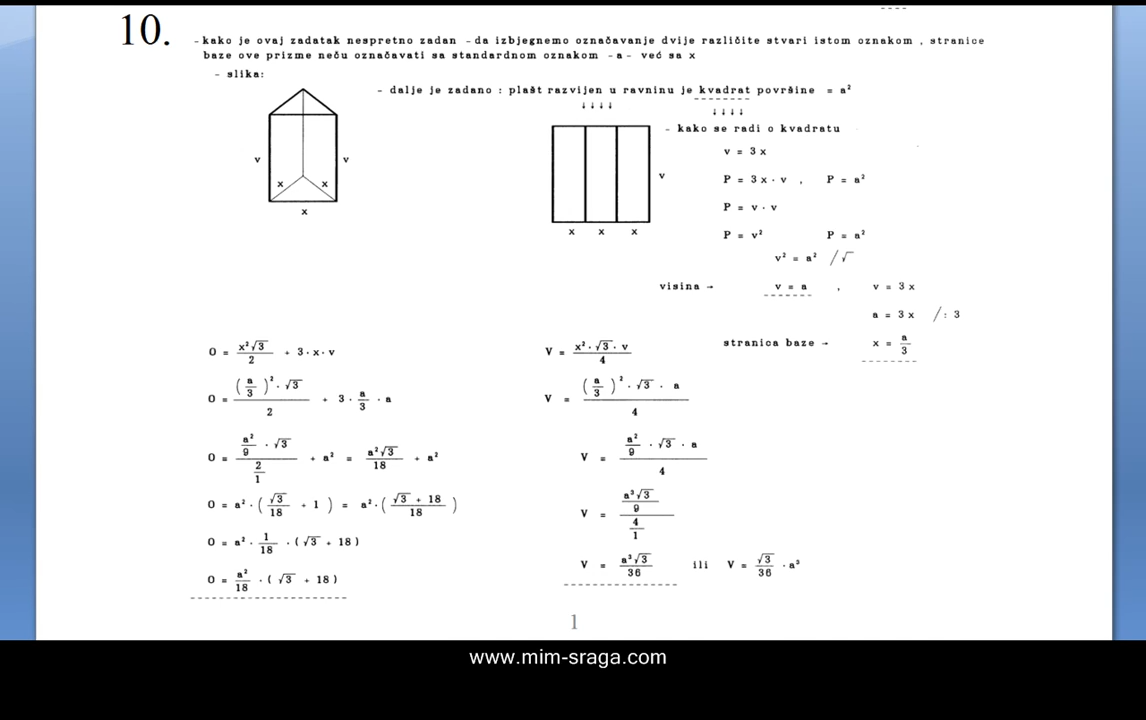 10.
- kako je ovaj zadatak nespretno zadan - da izbjegnemo označavanje dvije različite stvari istom oznakom , stranice
baze ove prizme neču označavati sa standardnom oznakom - a - već sa x
- slika:
- dalje je zadano : plašt razvijen u ravninu je kvadrat površine = a²
↓↓↓↓
↓↓↓↓
- kako se radi o kvadratu
v = 3 x
v v v
x x
x
P = 3 x · v , P = a²
P = v · v
x x x
P = v² P = a²
v² = a² /√
visina → v = a , v = 3 x
a = 3 x /: 3
stranica baze → x = a/3
O = x²√3/2 + 3 · x · v
V = x² · √3 · v/4
O = (a/3)² · √3/2 + 3 · a/3 · a
V = (a/3)² · √3 · a/4
O = a²/9 · √3/2/1 + a² = a²√3/18 + a²
V = a²/9 · √3 · a/4
O = a² · ( √3/18 + 1 ) = a² · ( √3 + 18/18 )
V = a³√3/9/4/1
O = a² · 1/18 · ( √3 + 18 )
V = a³√3/36 ili V = √3/36 · a³
O = a²/18 · ( √3 + 18 )
1
www.mim-sraga.com